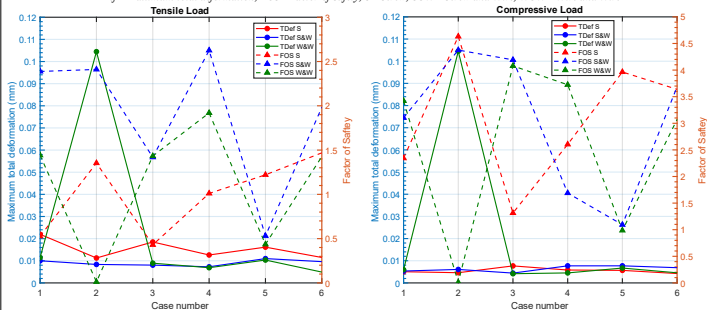 Tensile Load
0.12
0.11
0.1
0.09
0.08
0.07
0.06
0.05
0.04
0.03
0.02
0.01
0
Maximum total deformation (mm)
TDef S
TDef S&W
TDef W&W
FOS S
FOS S&W
FOS W&W
3
2.5
2
1.5
1
0.5
0
Factor of Saftey
1 2 3 4 5 6
Case number
Compressive Load
0.12
0.11
0.1
0.09
0.08
0.07
0.06
0.05
0.04
0.03
0.02
0.01
0
Maximum total deformation (mm)
TDef S
TDef S&W
TDef W&W
FOS S
FOS S&W
FOS W&W
5
4.5
4
3.5
3
2.5
2
1.5
1
0.5
0
Factor of Saftey
1 2 3 4 5 6
Case number